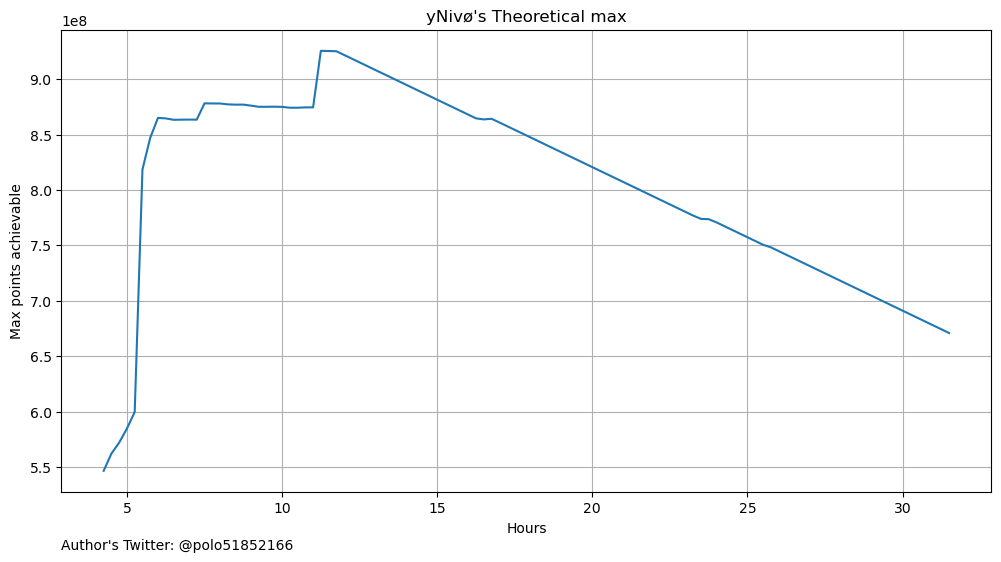 yNivø's Theoretical max
1e8
9.0
8.5
8.0
7.5
7.0
6.5
6.0
5.5
Max points achievable
5 10 15 20 25 30
Hours
Author's Twitter: @polo51852166